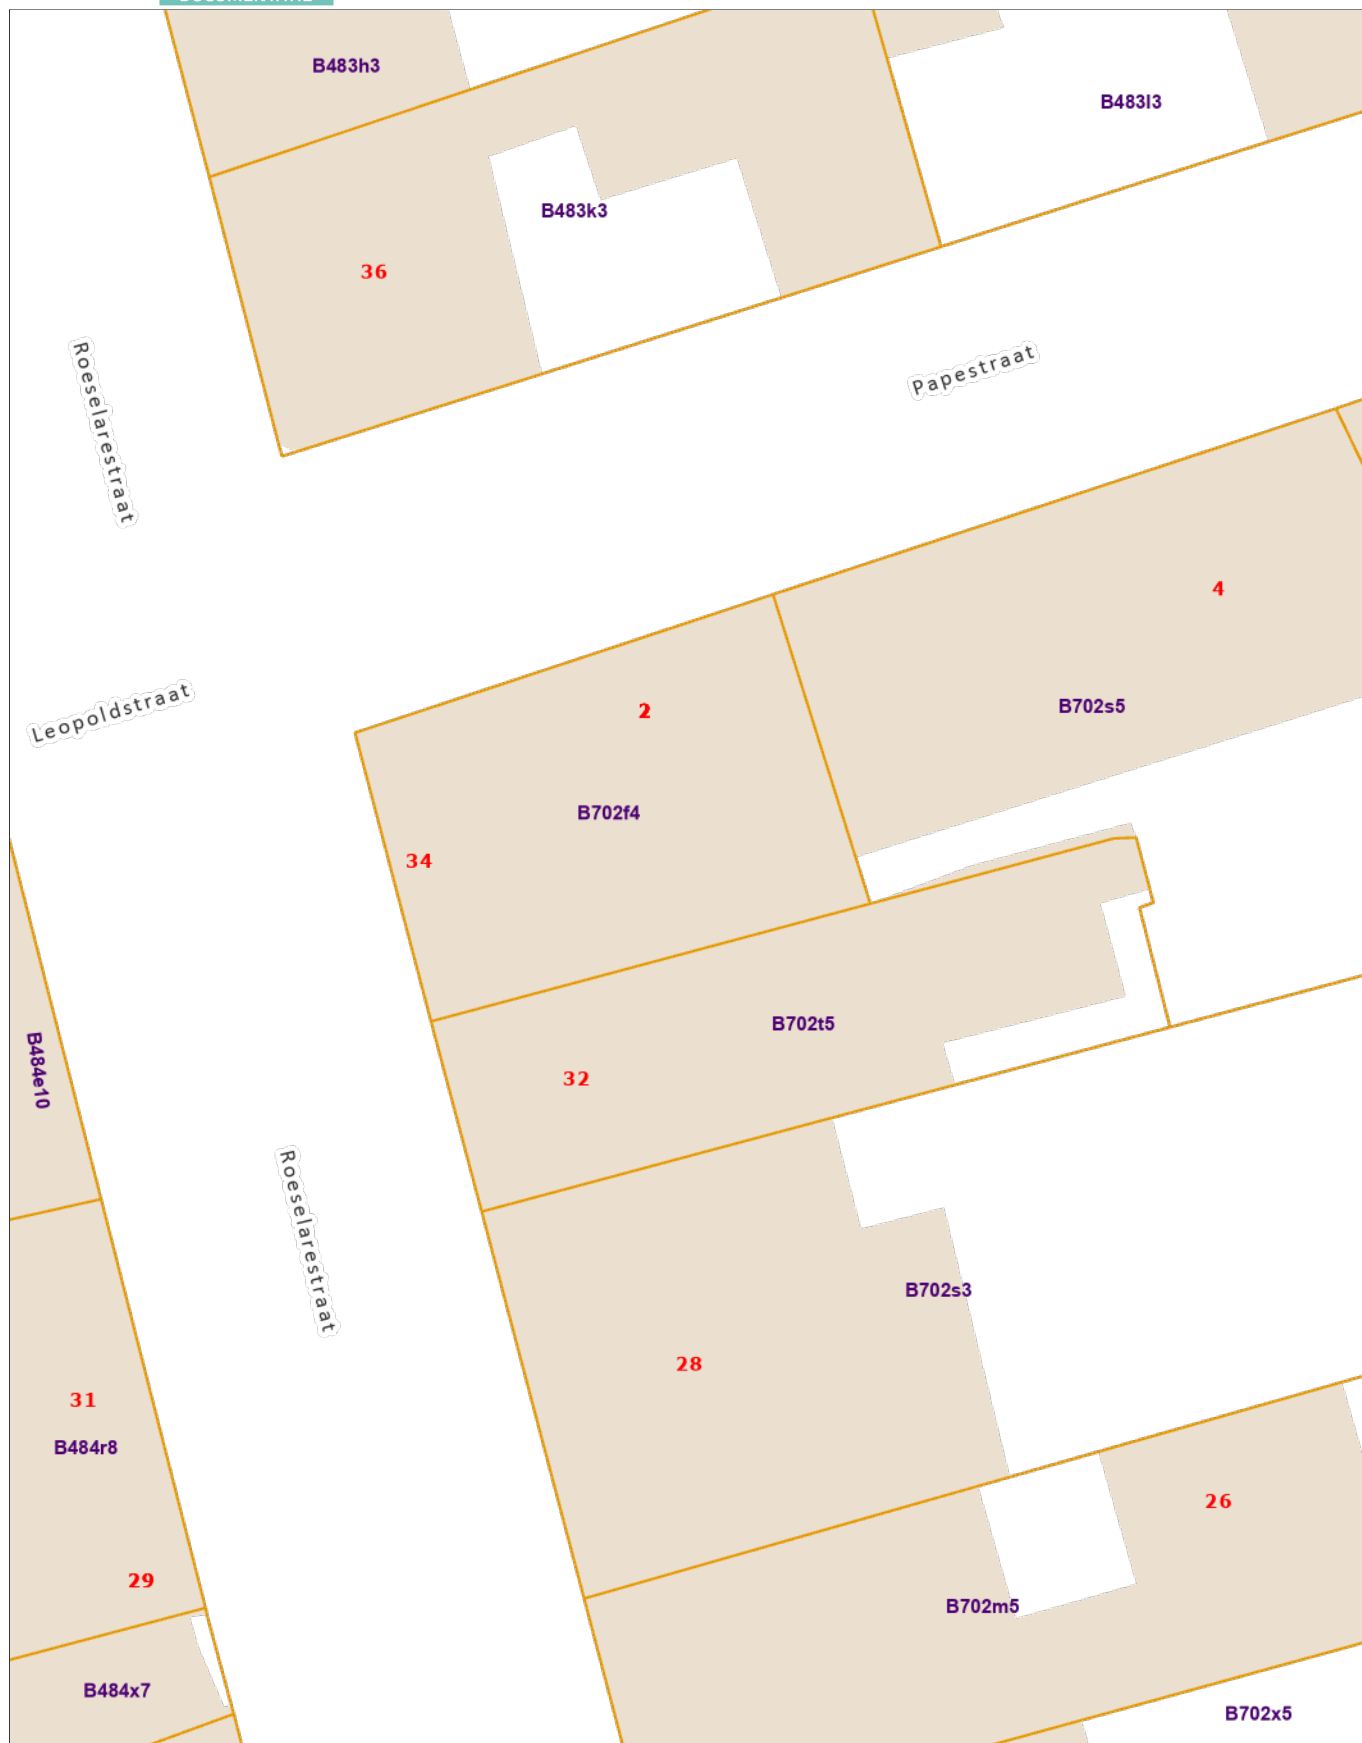 B483h3
B483l3
B483k3
36
Roeselarestraat
Papestraat
4
Leopoldstraat
2
B702s5
B702f4
34
B484e10
B702t5
32
Roeselarestraat
B702s3
28
31
B484r8
26
29
B702m5
B484x7
B702x5